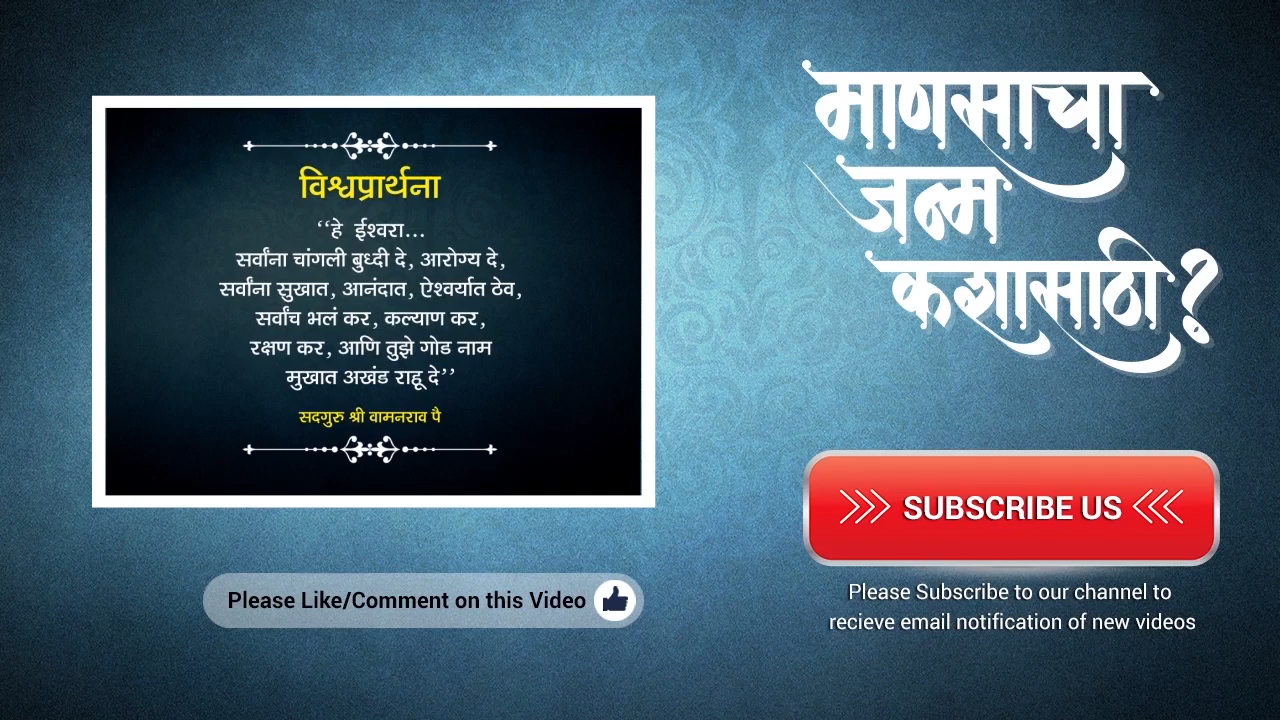 विश्वप्रार्थना
‘‘हे ईश्वरा...
सर्वांना चांगली बुध्दी दे, आरोग्य दे,
सर्वांना सुखात, आनंदात, ऐश्वर्यात ठेव,
सर्वांच भलं कर, कल्याण कर,
रक्षण कर, आणि तुझे गोड नाम
मुखात अखंड राहू दे’’
सदगुरु श्री वामनराव पै
माणसाचा
जन्म
कशासाठी?
SUBSCRIBE US
Please Like/Comment on this Video
Please Subscribe to our channel to
recieve email notification of new videos